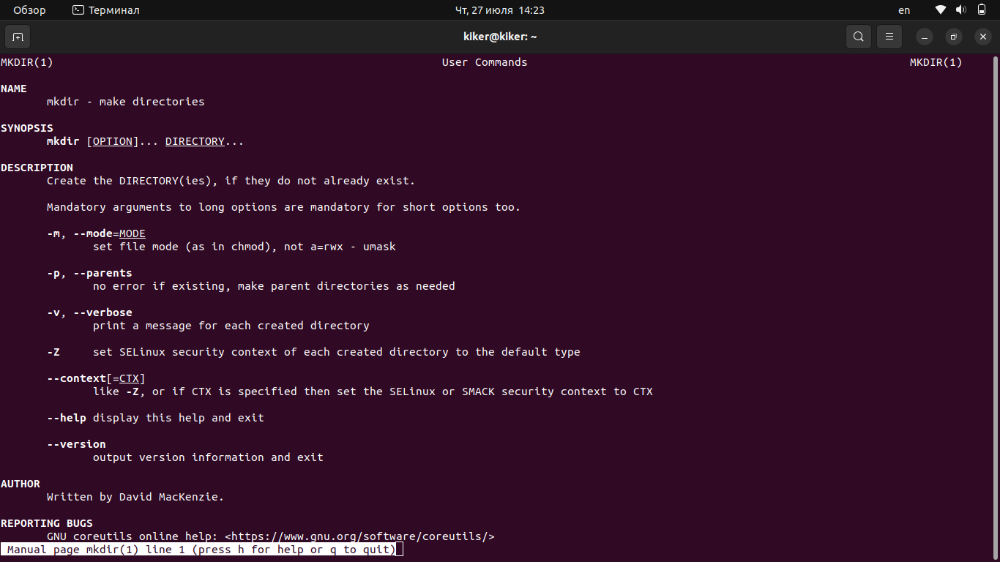 Обзор Терминал Чт, 27 июля 14:23 en
kiker@kiker: ~
MKDIR(1) User Commands MKDIR(1)
NAME
mkdir - make directories
SYNOPSIS
mkdir [OPTION]... DIRECTORY...
DESCRIPTION
Create the DIRECTORY(ies), if they do not already exist.
Mandatory arguments to long options are mandatory for short options too.
-m, --mode=MODE
set file mode (as in chmod), not a=rwx - umask
-p, --parents
no error if existing, make parent directories as needed
-v, --verbose
print a message for each created directory
-Z set SELinux security context of each created directory to the default type
--context[=CTX]
like -Z, or if CTX is specified then set the SELinux or SMACK security context to CTX
--help display this help and exit
--version
output version information and exit
AUTHOR
Written by David MacKenzie.
REPORTING BUGS
GNU coreutils online help: <https://www.gnu.org/software/coreutils/>
Manual page mkdir(1) line 1 (press h for help or q to quit)